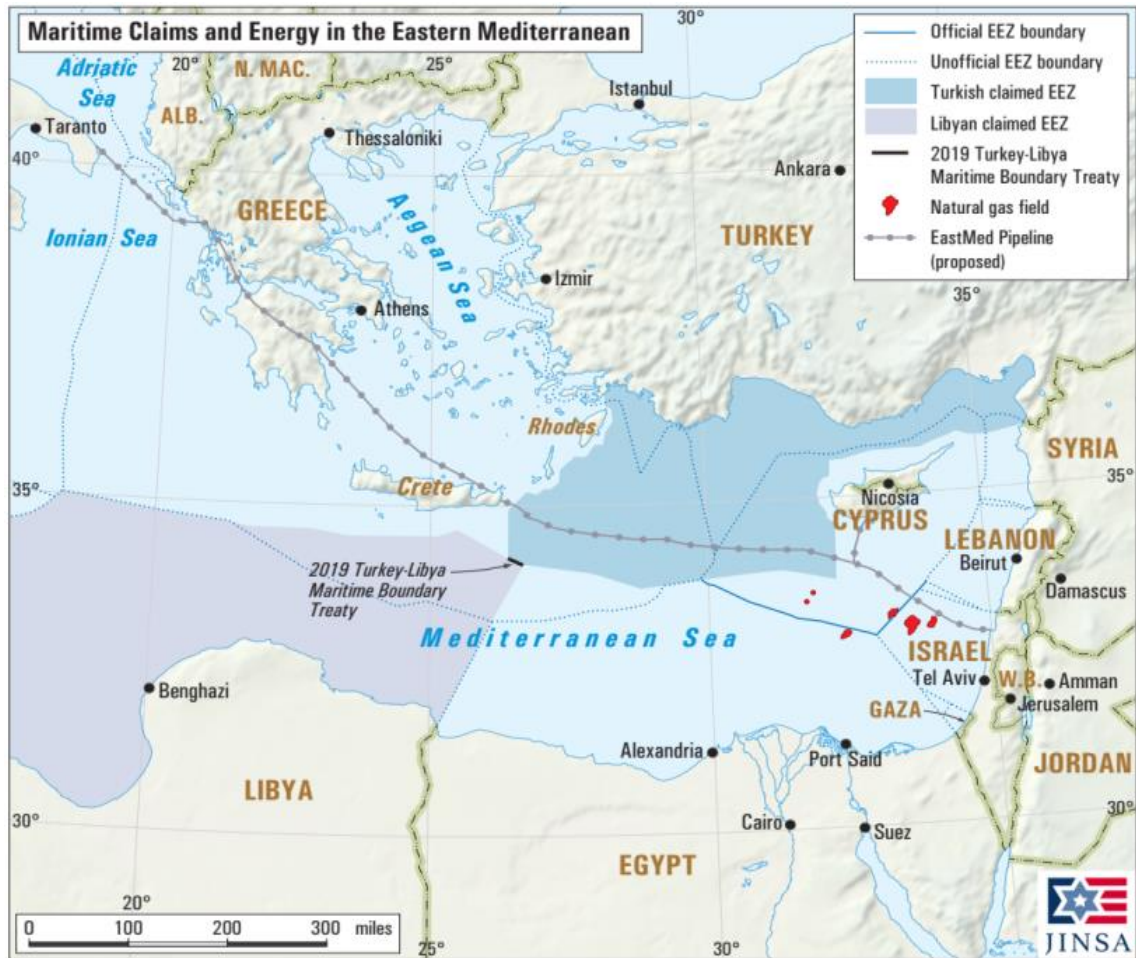 Maritime Claims and Energy in the Eastern Mediterranean
Official EEZ boundary
Unofficial EEZ boundary
Turkish claimed EEZ
Libyan claimed EEZ
2019 Turkey-Libya
Maritime Boundary Treaty
Natural gas field
EastMed Pipeline
(proposed)
20°
25°
30°
35°
Adriatic
Sea
N. MAC.
ALB.
Istanbul
Taranto
Thessaloniki
40°
Ankara
GREECE
Aegean Sea
TURKEY
Ionian Sea
Izmir
Athens
Rhodes
SYRIA
Crete
35°
35°
Nicosia
CYPRUS
LEBANON
Beirut
2019 Turkey-Libya
Maritime Boundary
Treaty
Damascus
Mediterranean Sea
ISRAEL
Tel Aviv
W.B.
Amman
Benghazi
Jerusalem
GAZA
Alexandria
Port Said
JORDAN
LIBYA
30°
30°
Cairo
Suez
EGYPT
20°
25°
30°
0 100 200 300 miles
JINSA